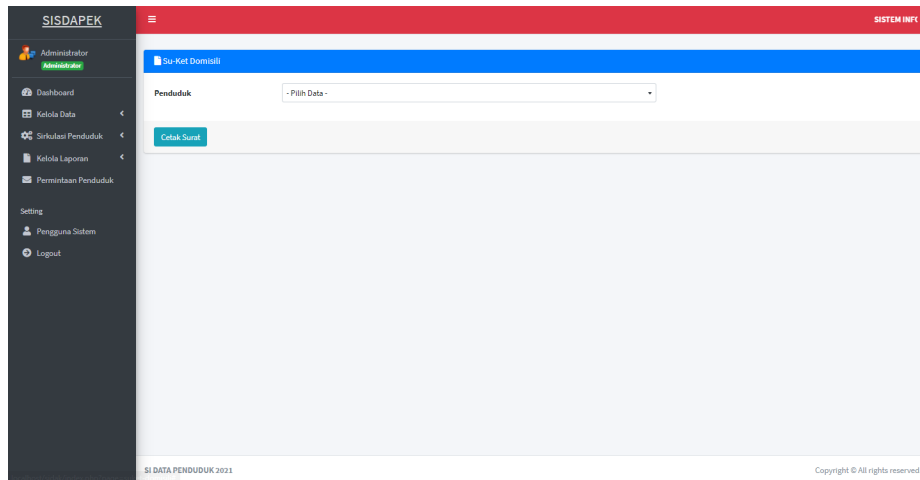 SISDAPEK
SISTEM INFO
Administrator
Administrator
Dashboard
Kelola Data
Sirkulasi Penduduk
Kelola Laporan
Permintaan Penduduk
Setting
Pengguna Sistem
Logout
Su-Ket Domisili
Penduduk
- Pilih Data -
Cetak Surat
SI DATA PENDUDUK 2021
Copyright © All rights reserved